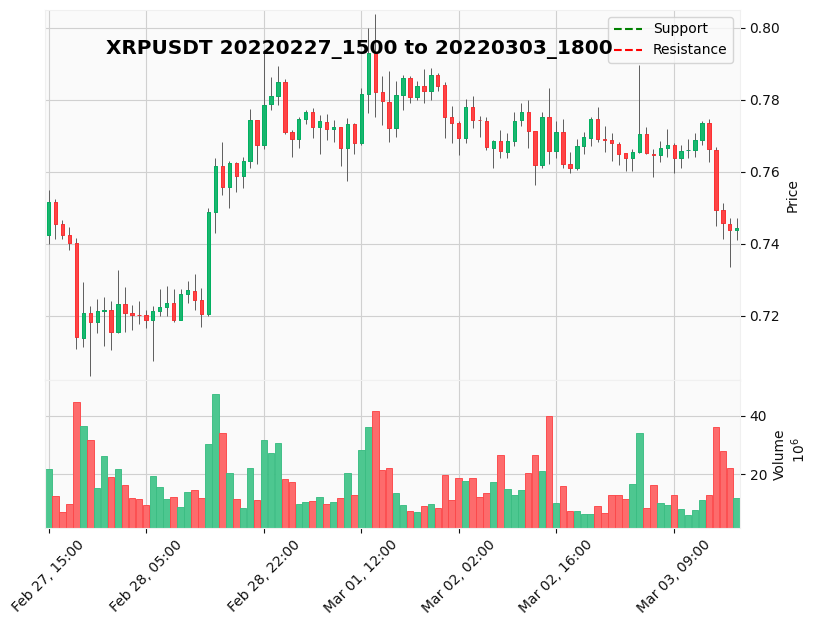 XRPUSDT 20220227_1500 to 20220303_1800
Support
Resistance
0.80
0.78
0.76
0.74
0.72
Price
40
20
Volume
10^6
Feb 27, 15:00
Feb 28, 05:00
Feb 28, 22:00
Mar 01, 12:00
Mar 02, 02:00
Mar 02, 16:00
Mar 03, 09:00